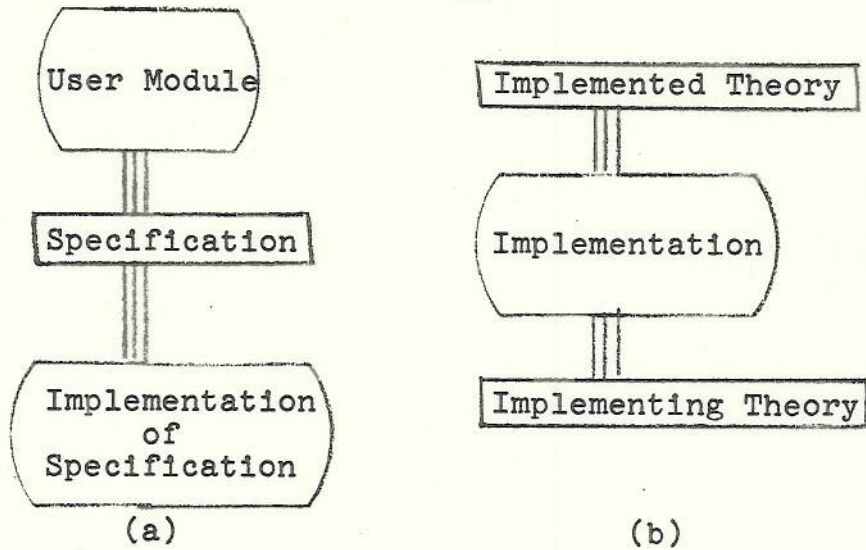 User Module
Specification
Implementation
of
Specification
(a)
Implemented Theory
Implementation
Implementing Theory
(b)